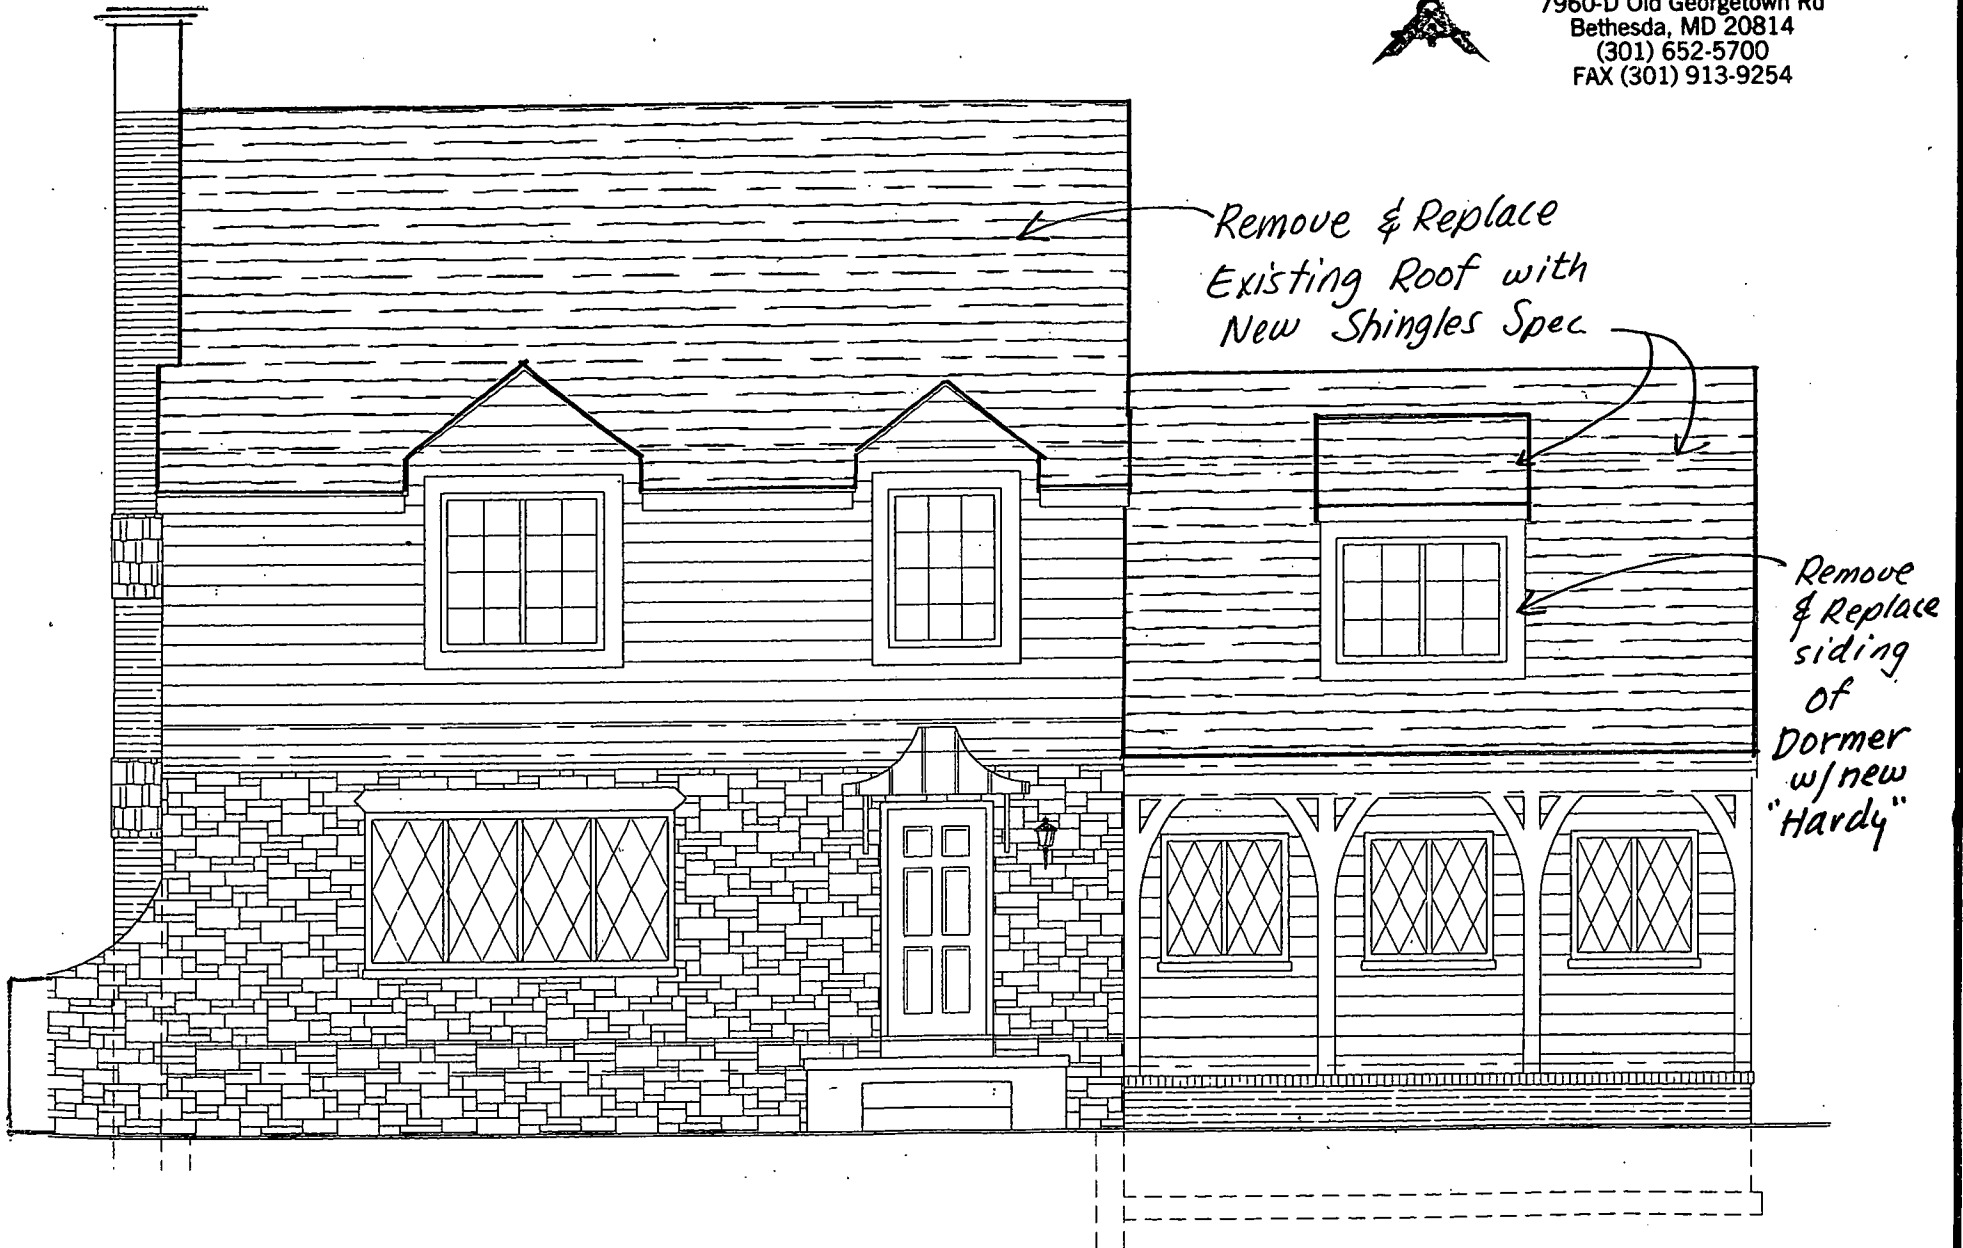 7960-D Old Georgetown Rd
Bethesda, MD 20814
(301) 652-5700
FAX (301) 913-9254
Remove & Replace
Existing Roof with
New Shingles Spec
Remove
& Replace
siding
of
Dormer
w/new
"Hardy"